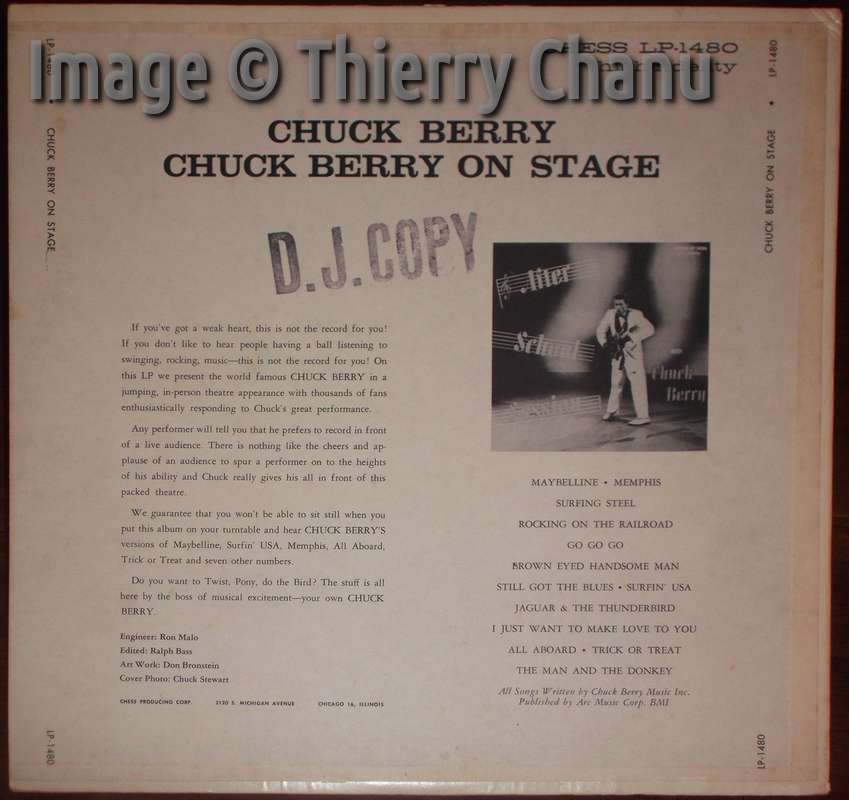 Image © Thierry Chanu
ESS LP-1480
CHUCK BERRY
CHUCK BERRY ON STAGE
D.J. COPY
LP-1480 • CHUCK BERRY ON STAGE
LP-1480 • CHUCK BERRY ON STAGE
After
School
Session
with
Chuck
Berry
If you've got a weak heart, this is not the record for you!
If you don't like to hear people having a ball listening to
swinging, rocking, music—this is not the record for you! On
this LP we present the world famous CHUCK BERRY in a
jumping, in-person theatre appearance with thousands of fans
enthusiastically responding to Chuck's great performance.
Any performer will tell you that he prefers to record in front
of a live audience. There is nothing like the cheers and ap-
plause of an audience to spur a performer on to the heights
of his ability and Chuck really gives his all in front of this
packed theatre.
We guarantee that you won't be able to sit still when you
put this album on your turntable and hear CHUCK BERRY'S
versions of Maybelline, Surfin' USA, Memphis, All Aboard,
Trick or Treat and seven other numbers.
Do you want to Twist, Pony, do the Bird? The stuff is all
here by the boss of musical excitement—your own CHUCK
BERRY.
Engineer: Ron Malo
Edited: Ralph Bass
Art Work: Don Bronstein
Cover Photo: Chuck Stewart
CHESS PRODUCING CORP. 2120 S. MICHIGAN AVENUE CHICAGO 16, ILLINOIS
MAYBELLINE • MEMPHIS
SURFING STEEL
ROCKING ON THE RAILROAD
GO GO GO
BROWN EYED HANDSOME MAN
STILL GOT THE BLUES • SURFIN' USA
JAGUAR & THE THUNDERBIRD
I JUST WANT TO MAKE LOVE TO YOU
ALL ABOARD • TRICK OR TREAT
THE MAN AND THE DONKEY
All Songs Written by Chuck Berry Music Inc.
Published by Arc Music Corp. BMI
LP-1480
LP-1480